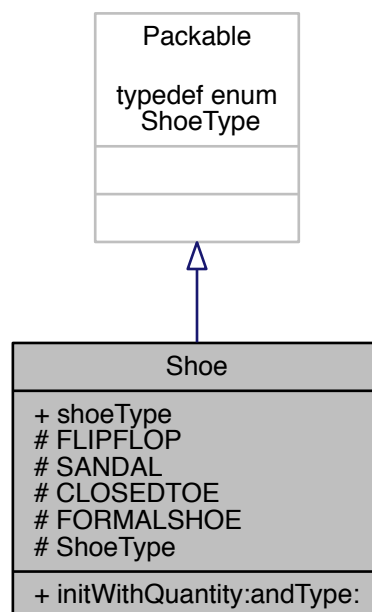 Packable
typedef enum
ShoeType
Shoe
+ shoeType
# FLIPFLOP
# SANDAL
# CLOSEDTOE
# FORMALSHOE
# ShoeType
+ initWithQuantity:andType: